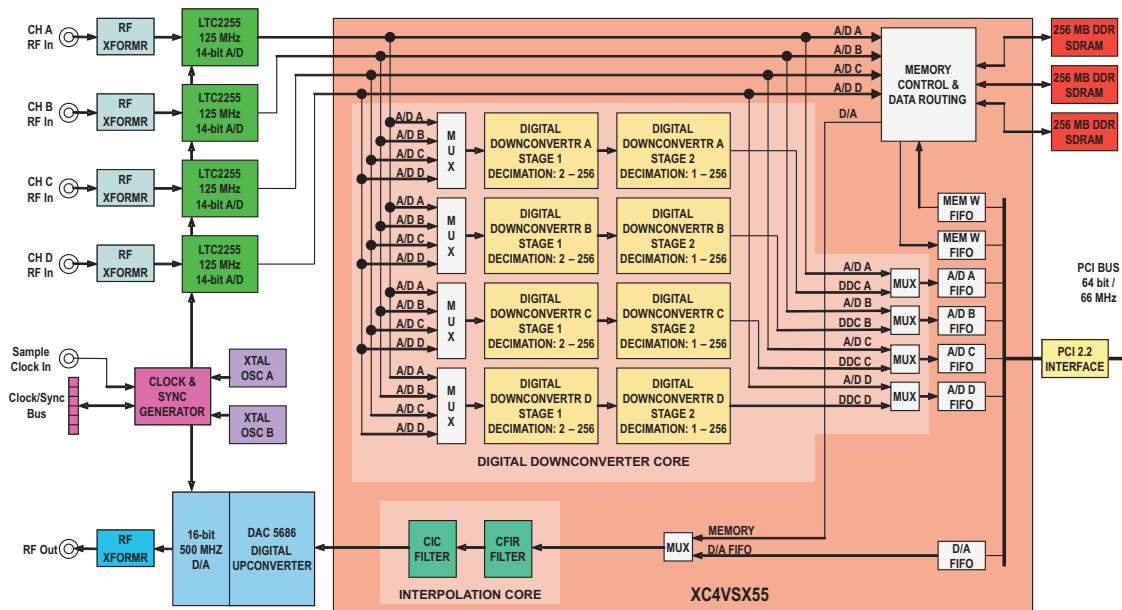 CH A
RF In
RF
XFORMR
LTC2255
125 MHz
14-bit A/D
CH B
RF In
RF
XFORMR
LTC2255
125 MHz
14-bit A/D
CH C
RF In
RF
XFORMR
LTC2255
125 MHz
14-bit A/D
CH D
RF In
RF
XFORMR
LTC2255
125 MHz
14-bit A/D
Sample
Clock In
Clock/Sync
Bus
CLOCK &
SYNC
GENERATOR
XTAL
OSC A
XTAL
OSC B
RF Out
RF
XFORMR
16-bit
500 MHZ
D/A
DAC 5686
DIGITAL
UPCONVERTER
A/D A
A/D B
A/D C
A/D D
D/A
MEMORY
CONTROL &
DATA ROUTING
256 MB DDR
SDRAM
256 MB DDR
SDRAM
256 MB DDR
SDRAM
A/D A
A/D B
A/D C
A/D D
M
U
X
DIGITAL
DOWNCONVERTR A
STAGE 1
DECIMATION: 2 – 256
DIGITAL
DOWNCONVERTR A
STAGE 2
DECIMATION: 1 – 256
A/D A
A/D B
A/D C
A/D D
M
U
X
DIGITAL
DOWNCONVERTR B
STAGE 1
DECIMATION: 2 – 256
DIGITAL
DOWNCONVERTR B
STAGE 2
DECIMATION: 1 – 256
A/D A
A/D B
A/D C
A/D D
M
U
X
DIGITAL
DOWNCONVERTR C
STAGE 1
DECIMATION: 2 – 256
DIGITAL
DOWNCONVERTR C
STAGE 2
DECIMATION: 1 – 256
A/D A
A/D B
A/D C
A/D D
M
U
X
DIGITAL
DOWNCONVERTR D
STAGE 1
DECIMATION: 2 – 256
DIGITAL
DOWNCONVERTR D
STAGE 2
DECIMATION: 1 – 256
DIGITAL DOWNCONVERTER CORE
MEM W
FIFO
MEM W
FIFO
A/D A
DDC A
MUX
A/D A
FIFO
A/D B
DDC B
MUX
A/D B
FIFO
A/D C
DDC C
MUX
A/D C
FIFO
A/D D
DDC D
MUX
A/D D
FIFO
PCI BUS
64 bit /
66 MHz
PCI 2.2
INTERFACE
CIC
FILTER
CFIR
FILTER
INTERPOLATION CORE
MUX
MEMORY
D/A FIFO
D/A
FIFO
XC4VSX55